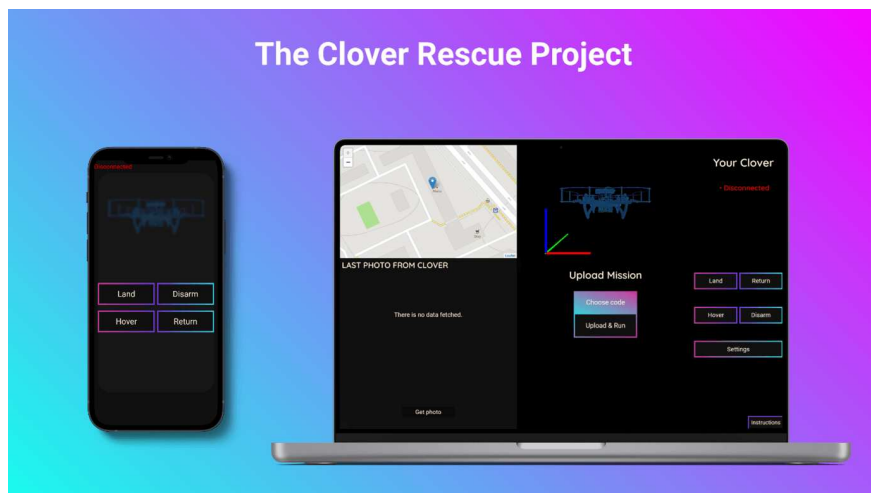 The Clover Rescue Project
Disconnected
Land
Disarm
Hover
Return
+
−
LAST PHOTO FROM CLOVER
There is no data fetched.
Get photo
Your Clover
• Disconnected
Upload Mission
Choose code
Upload & Run
Land
Return
Hover
Disarm
Settings
Instructions